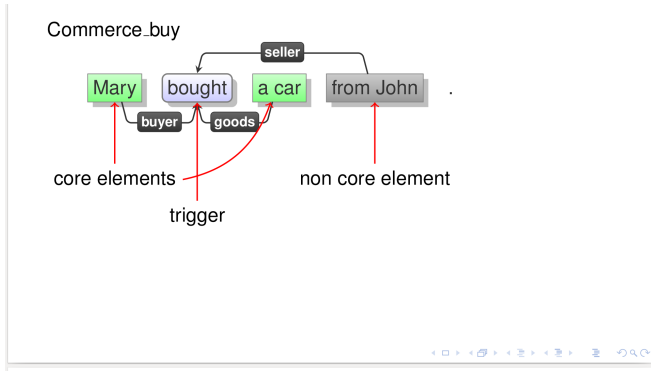 Commerce_buy
seller
Mary bought a car from John .
buyer goods
core elements non core element
trigger